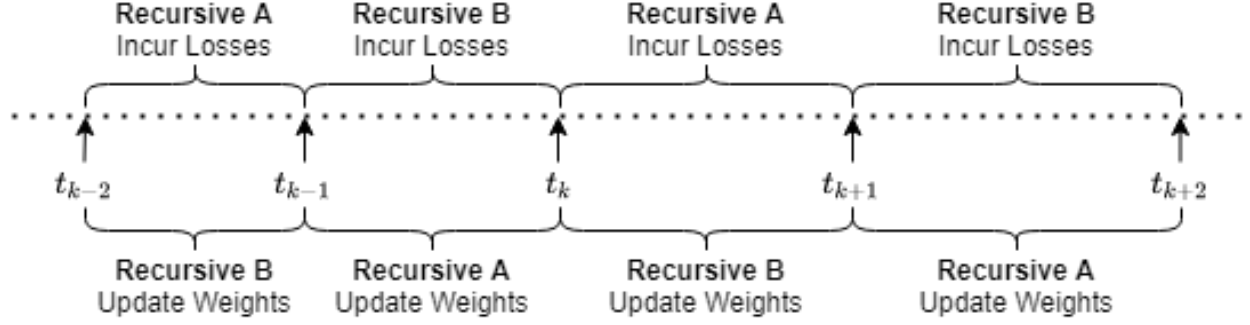 Recursive A
Incur Losses
Recursive B
Incur Losses
Recursive A
Incur Losses
Recursive B
Incur Losses
t_{k-2}
t_{k-1}
t_k
t_{k+1}
t_{k+2}
Recursive B
Update Weights
Recursive A
Update Weights
Recursive B
Update Weights
Recursive A
Update Weights